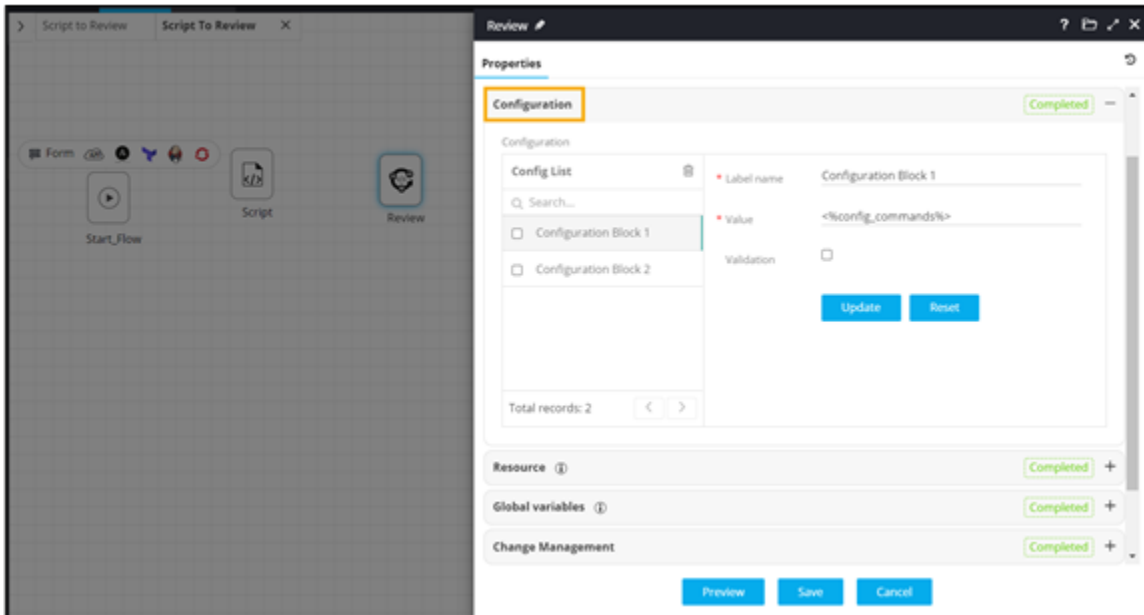 Script to Review
Script To Review
Review
Properties
Configuration
Completed
Configuration
Config List
Search...
Configuration Block 1
Configuration Block 2
Total records: 2
* Label name
Configuration Block 1
* Value
<%config_commands%>
Validation
Update
Reset
Form
Start_Flow
Script
Review
Resource
Completed
Global variables
Completed
Change Management
Completed
Preview
Save
Cancel